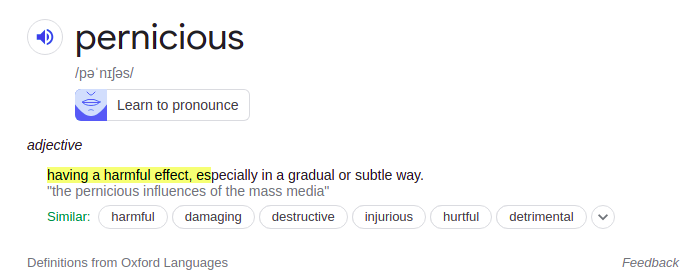 pernicious
/pəˈnɪʃəs/
Learn to pronounce
adjective
having a harmful effect, especially in a gradual or subtle way.
"the pernicious influences of the mass media"
Similar: harmful damaging destructive injurious hurtful detrimental
Definitions from Oxford Languages Feedback